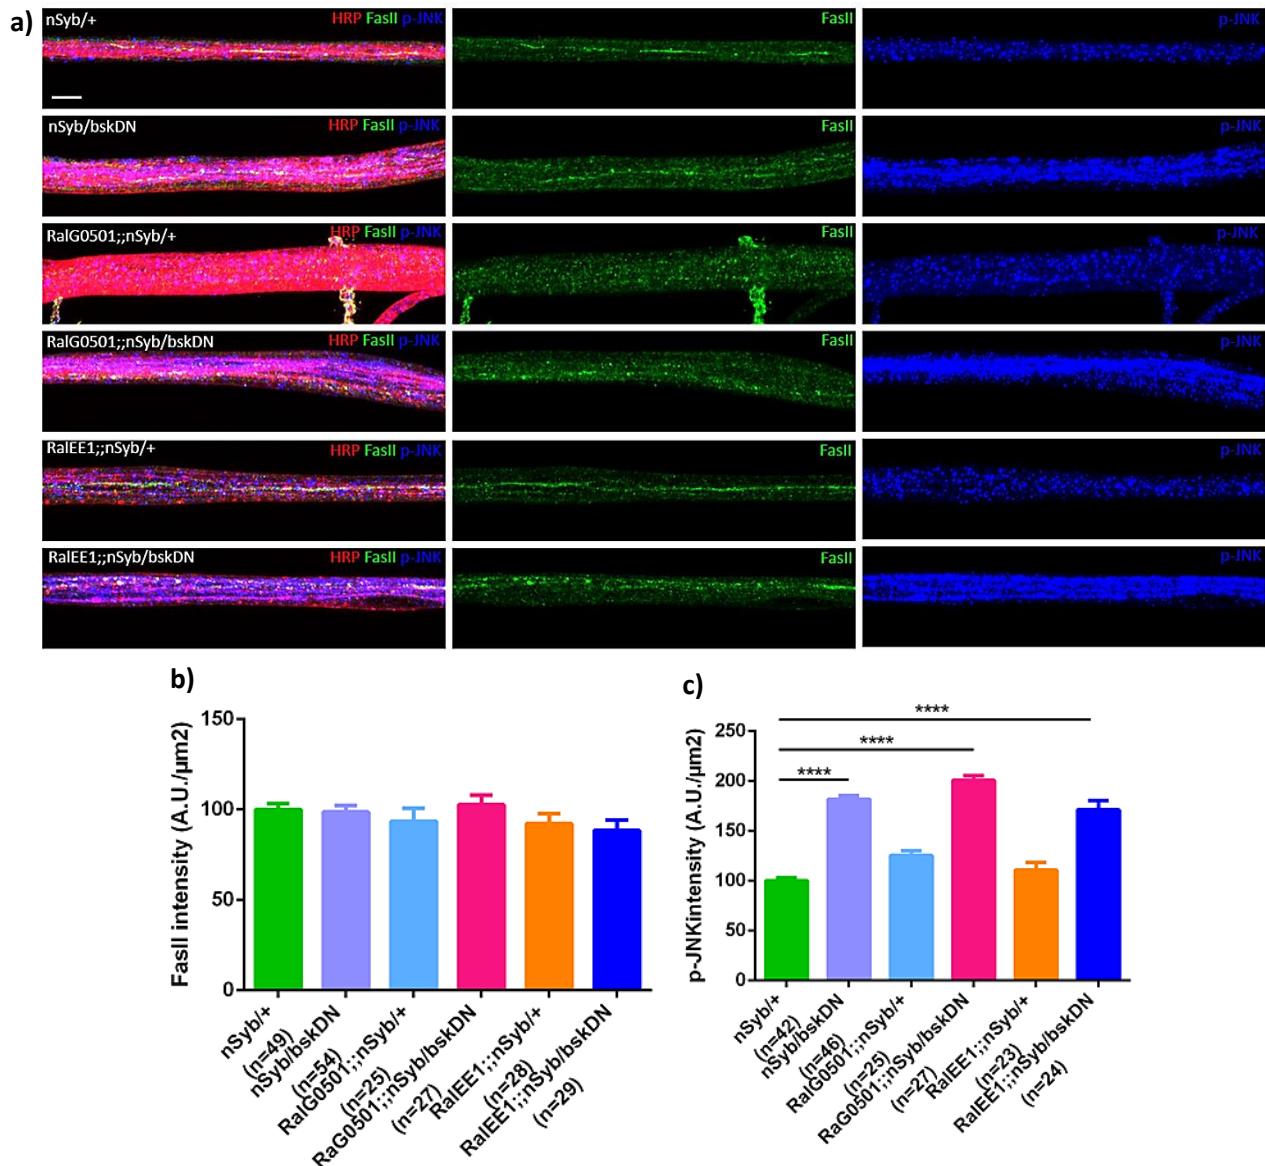 a)
nSyb/+
HRP FasII p-JNK
FasII
p-JNK
nSyb/bskDN
HRP FasII p-JNK
FasII
p-JNK
RalG0501;;nSyb/+
HRP FasII p-JNK
FasII
p-JNK
RalG0501;;nSyb/bskDN
HRP FasII p-JNK
FasII
p-JNK
RalEE1;;nSyb/+
HRP FasII p-JNK
FasII
p-JNK
RalEE1;;nSyb/bskDN
HRP FasII p-JNK
FasII
p-JNK
b)
FasII intensity (A.U./µm2)
150
100
50
0
nSyb/+
(n=49)
nSyb/bskDN
(n=54)
RalG0501;;nSyb/+
(n=25)
RaG0501;;nSyb/bskDN
(n=27)
RalEE1;;nSyb/+
(n=28)
RalEE1;;nSyb/bskDN
(n=29)
c)
p-JNKintensity (A.U./µm2)
250
200
150
100
50
0
****
****
****
nSyb/+
(n=42)
nSyb/bskDN
(n=46)
RalG0501;;nSyb/+
(n=25)
RaG0501;;nSyb/bskDN
(n=27)
RalEE1;;nSyb/+
(n=23)
RalEE1;;nSyb/bskDN
(n=24)